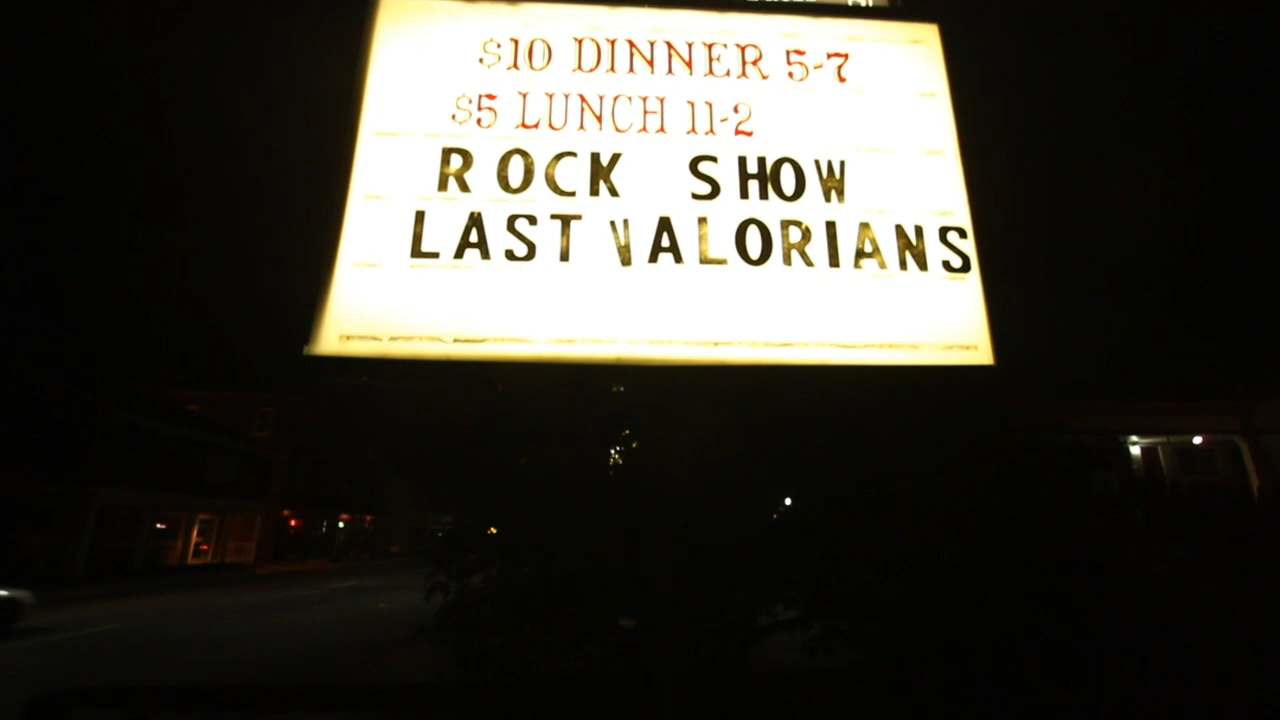 $10 DINNER 5-7
$5 LUNCH 11-2
ROCK SHOW
LAST VALORIANS